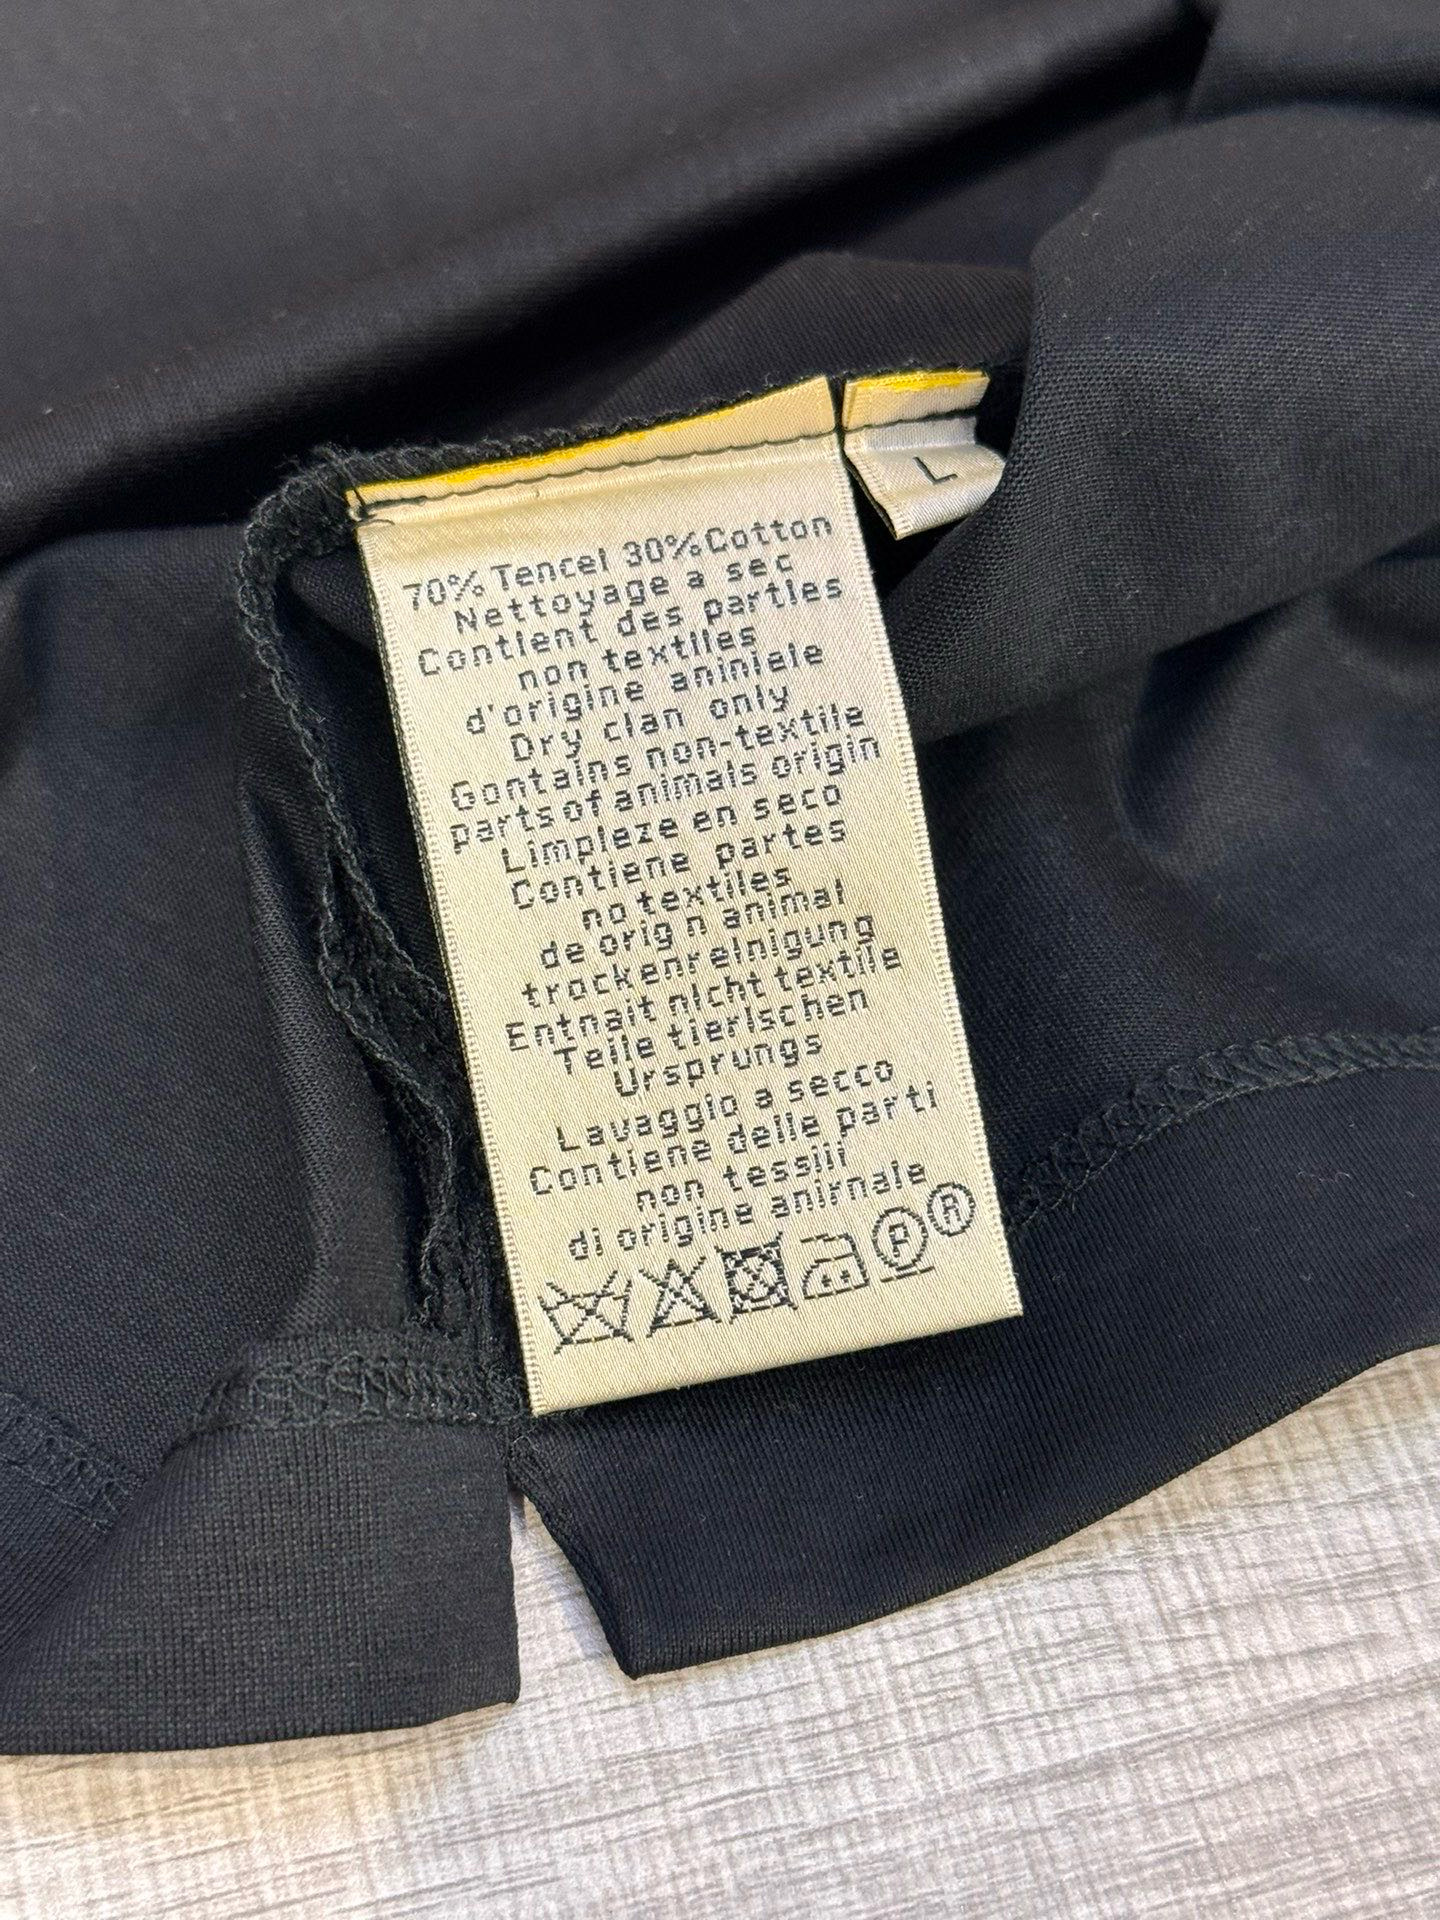 L
70% Tencel 30% Cotton
Nettoyage a sec
Contient des parties
non textiles
d'origine aniniele
Dry clan only
Gontains non-textile
parts of animals origin
Limpleze en seco
Contiene partes
no textiles
de orig n animal
trockenreinigung
Entnait nicht textile
Teile tierischen
Ursprungs
Lavaggio a secco
Contiene delle parti
non tessili
di origine anirnale
P R